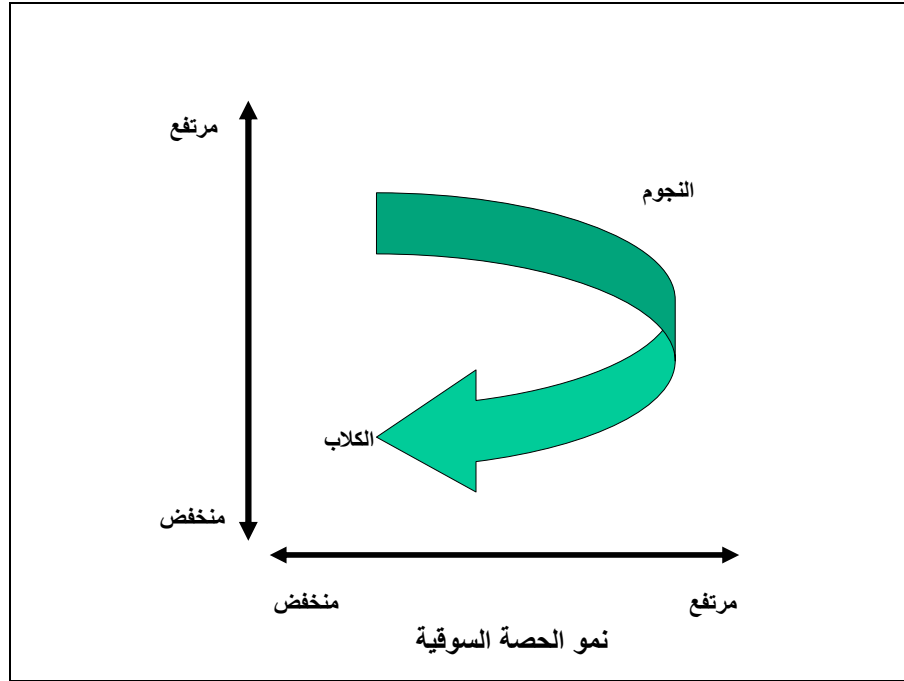 مرتفع
النجوم
الكلاب
منخفض
مرتفع
منخفض
نمو الحصة السوقية